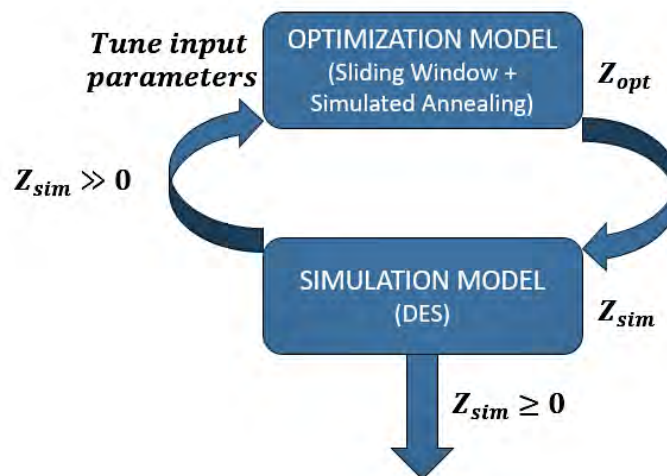 Tune input
parameters
OPTIMIZATION MODEL
(Sliding Window +
Simulated Annealing)
Z_opt
Z_sim ≫ 0
SIMULATION MODEL
(DES)
Z_sim
Z_sim ≥ 0